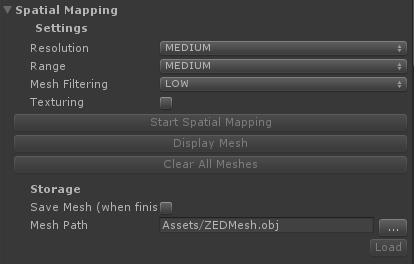 Spatial Mapping
Settings
Resolution MEDIUM
Range MEDIUM
Mesh Filtering LOW
Texturing
Start Spatial Mapping
Display Mesh
Clear All Meshes
Storage
Save Mesh (when finis
Mesh Path Assets/ZEDMesh.obj ...
Load